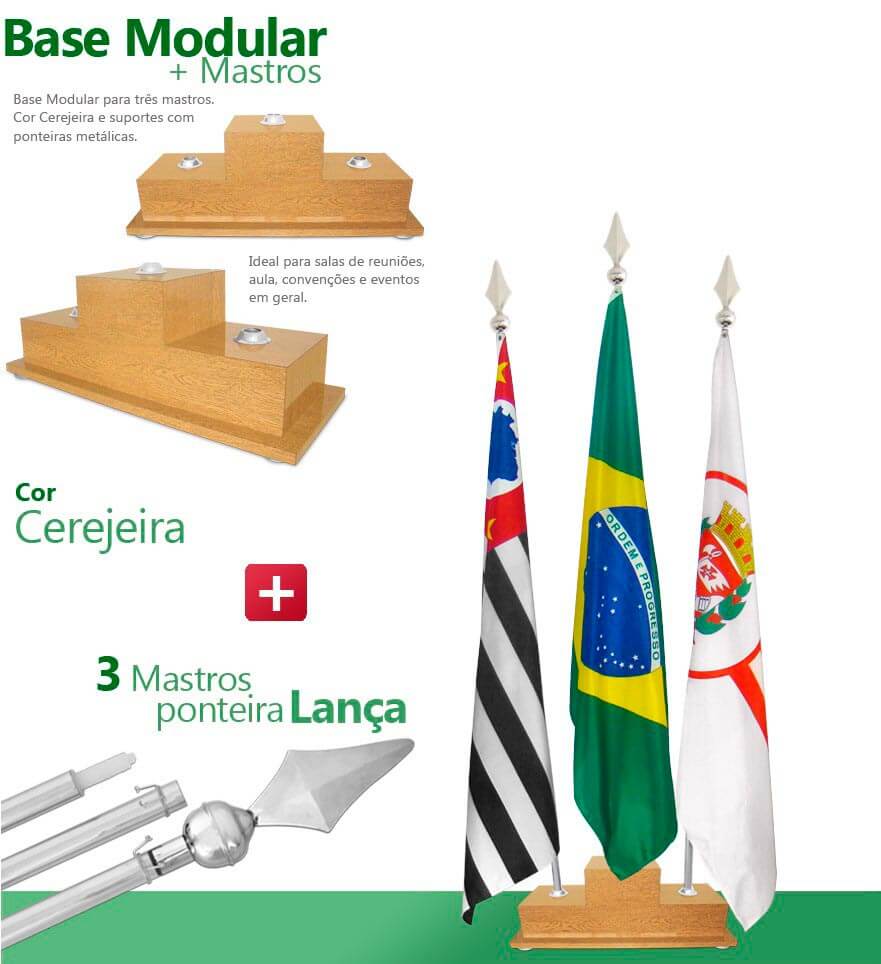 Base Modular
+ Mastros
Base Modular para três mastros.
Cor Cerejeira e suportes com
ponteiras metálicas.
Ideal para salas de reuniões,
aula, convenções e eventos
em geral.
Cor
Cerejeira
+
3 Mastros
ponteira Lança
ORDEM E PROGRESSO